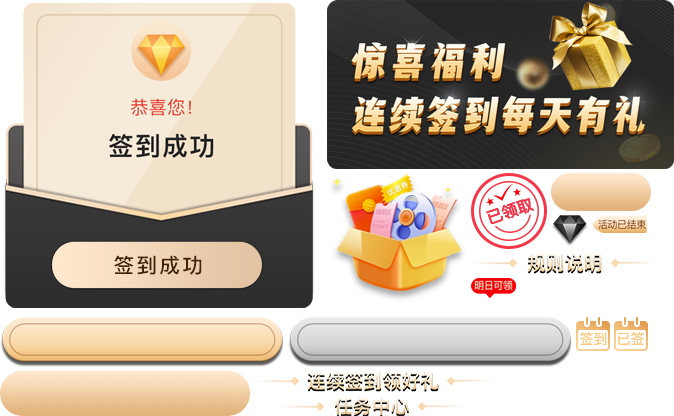 恭喜您!
签到成功
签到成功
惊喜福利
连续签到每天有礼
优惠券
已领取
活动已结束
规则说明
明日可领
签到
已签
连续签到领好礼
任务中心